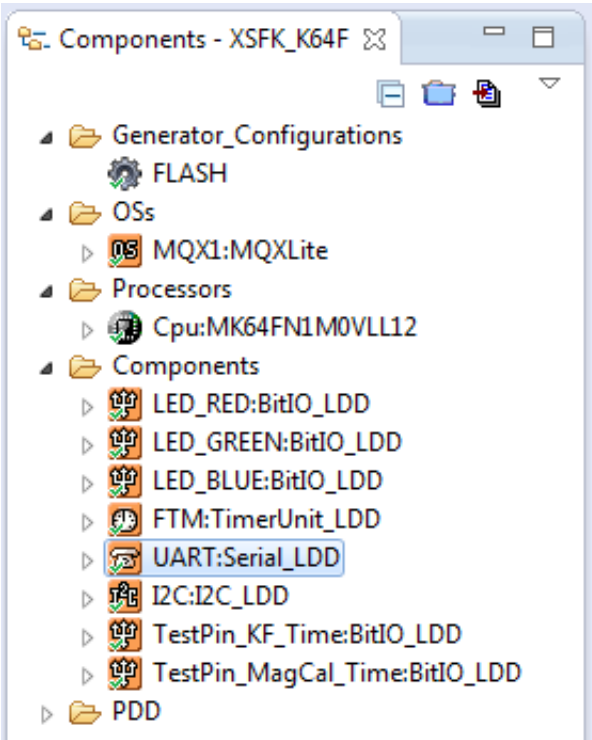 Components - XSFK_K64F
Generator_Configurations
FLASH
OSs
MQX1:MQXLite
Processors
Cpu:MK64FN1M0VLL12
Components
LED_RED:BitIO_LDD
LED_GREEN:BitIO_LDD
LED_BLUE:BitIO_LDD
FTM:TimerUnit_LDD
UART:Serial_LDD
I2C:I2C_LDD
TestPin_KF_Time:BitIO_LDD
TestPin_MagCal_Time:BitIO_LDD
PDD